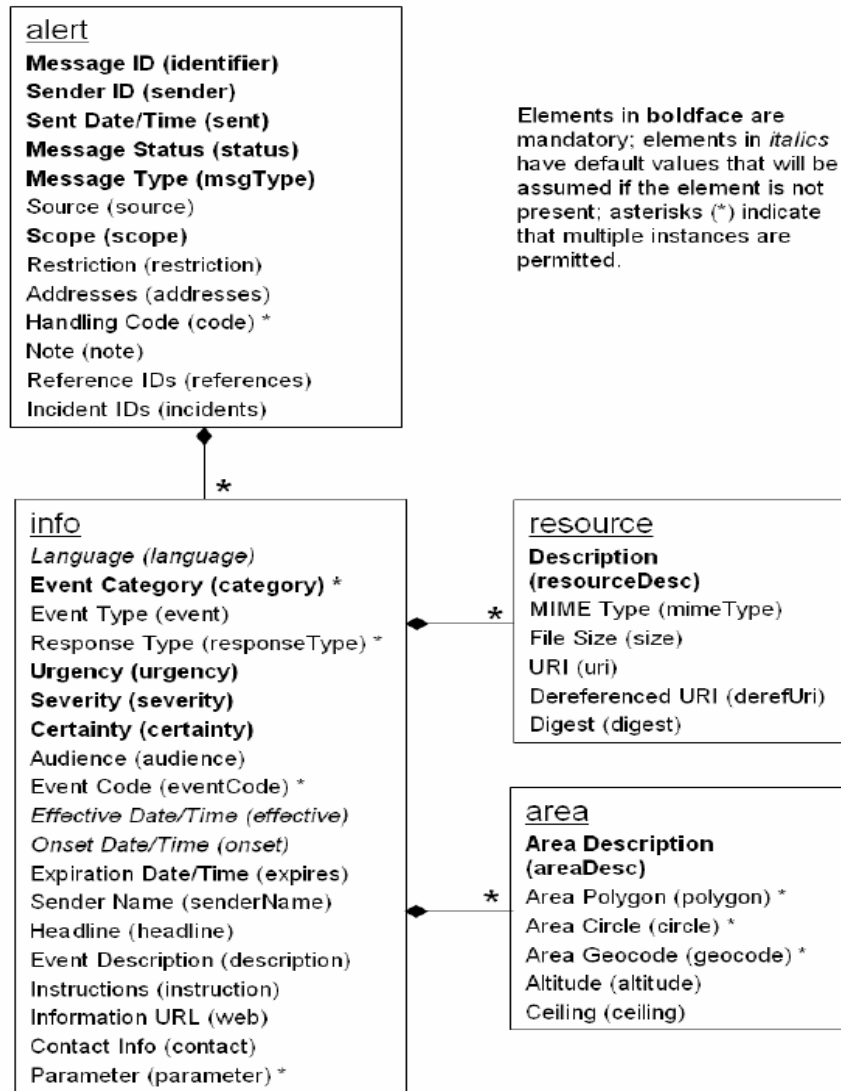 alert
Message ID (identifier)
Sender ID (sender)
Sent Date/Time (sent)
Message Status (status)
Message Type (msgType)
Source (source)
Scope (scope)
Restriction (restriction)
Addresses (addresses)
Handling Code (code) *
Note (note)
Reference IDs (references)
Incident IDs (incidents)
Elements in boldface are
mandatory; elements in italics
have default values that will be
assumed if the element is not
present; asterisks (*) indicate
that multiple instances are
permitted.
*
info
Language (language)
Event Category (category) *
Event Type (event)
Response Type (responseType) *
Urgency (urgency)
Severity (severity)
Certainty (certainty)
Audience (audience)
Event Code (eventCode) *
Effective Date/Time (effective)
Onset Date/Time (onset)
Expiration Date/Time (expires)
Sender Name (senderName)
Headline (headline)
Event Description (description)
Instructions (instruction)
Information URL (web)
Contact Info (contact)
Parameter (parameter) *
*
resource
Description
(resourceDesc)
MIME Type (mimeType)
File Size (size)
URI (uri)
Dereferenced URI (derefUri)
Digest (digest)
*
area
Area Description
(areaDesc)
Area Polygon (polygon) *
Area Circle (circle) *
Area Geocode (geocode) *
Altitude (altitude)
Ceiling (ceiling)